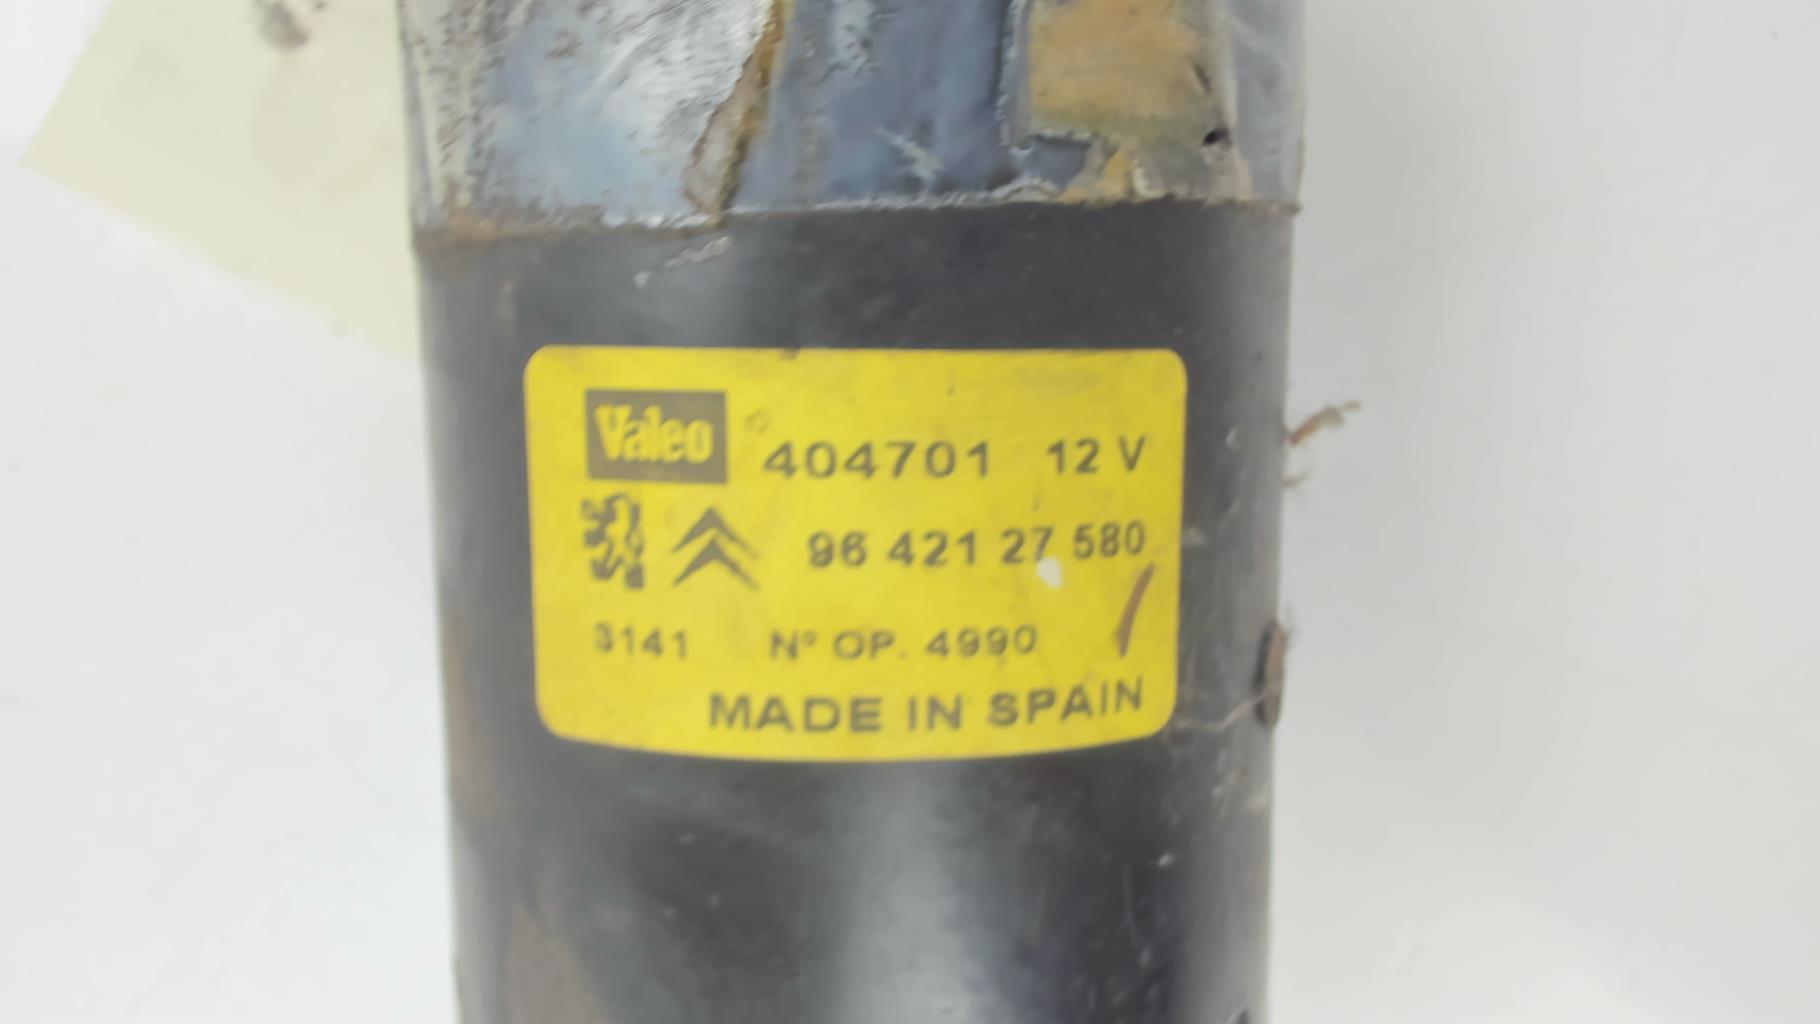 Valeo 404701 12 V
96 421 27 580
3141 Nº OP. 4990
MADE IN SPAIN